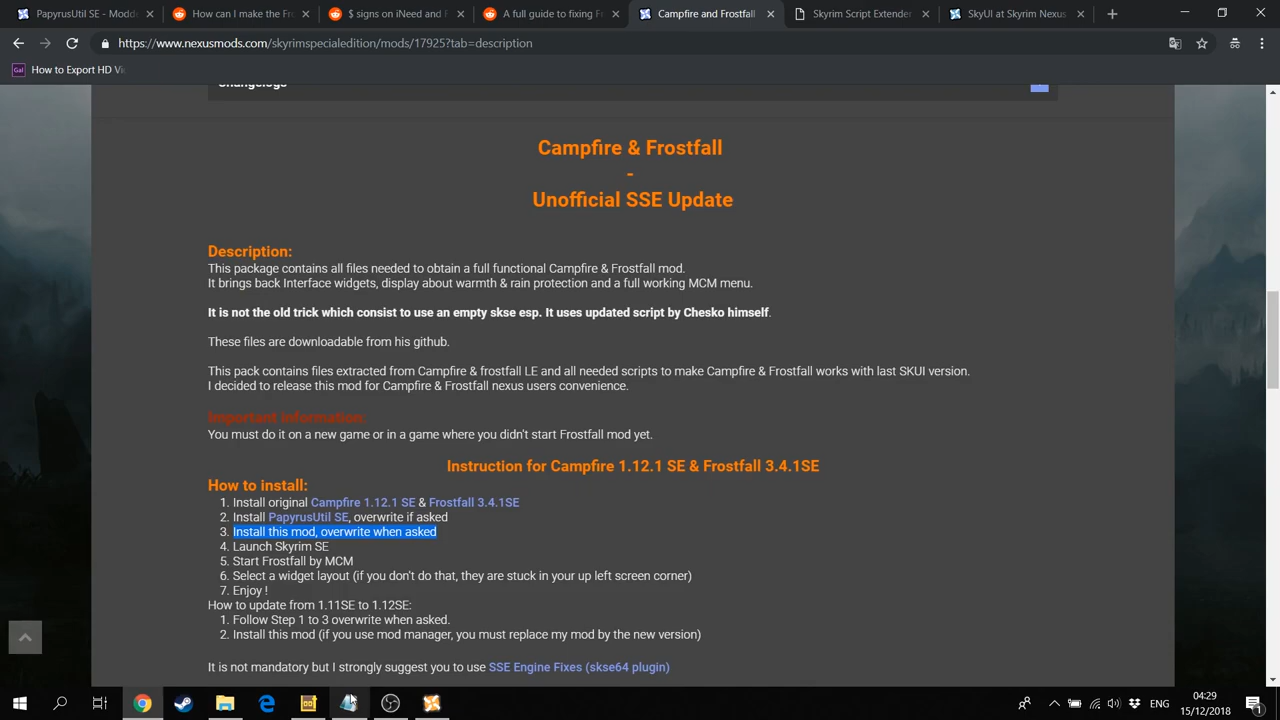 PapyrusUtil SE - Modde
How can I make the Fro
$ signs on iNeed and F
A full guide to fixing F
Campfire and Frostfall
Skyrim Script Extender
SkyUI at Skyrim Nexus
https://www.nexusmods.com/skyrimspecialedition/mods/17925?tab=description
Gal
How to Export HD Vi
Changelogs
Campfire & Frostfall
-
Unofficial SSE Update
Description:
This package contains all files needed to obtain a full functional Campfire & Frostfall mod.
It brings back Interface widgets, display about warmth & rain protection and a full working MCM menu.
It is not the old trick which consist to use an empty skse esp. It uses updated script by Chesko himself.
These files are downloadable from his github.
This pack contains files extracted from Campfire & frostfall LE and all needed scripts to make Campfire & Frostfall works with last SKUI version.
I decided to release this mod for Campfire & Frostfall nexus users convenience.
Important information:
You must do it on a new game or in a game where you didn't start Frostfall mod yet.
Instruction for Campfire 1.12.1 SE & Frostfall 3.4.1SE
How to install:
1. Install original Campfire 1.12.1 SE & Frostfall 3.4.1SE
2. Install PapyrusUtil SE, overwrite if asked
3. Install this mod, overwrite when asked
4. Launch Skyrim SE
5. Start Frostfall by MCM
6. Select a widget layout (if you don't do that, they are stuck in your up left screen corner)
7. Enjoy !
How to update from 1.11SE to 1.12SE:
1. Follow Step 1 to 3 overwrite when asked.
2. Install this mod (if you use mod manager, you must replace my mod by the new version)
It is not mandatory but I strongly suggest you to use SSE Engine Fixes (skse64 plugin)
ENG
04:29
15/12/2018
1